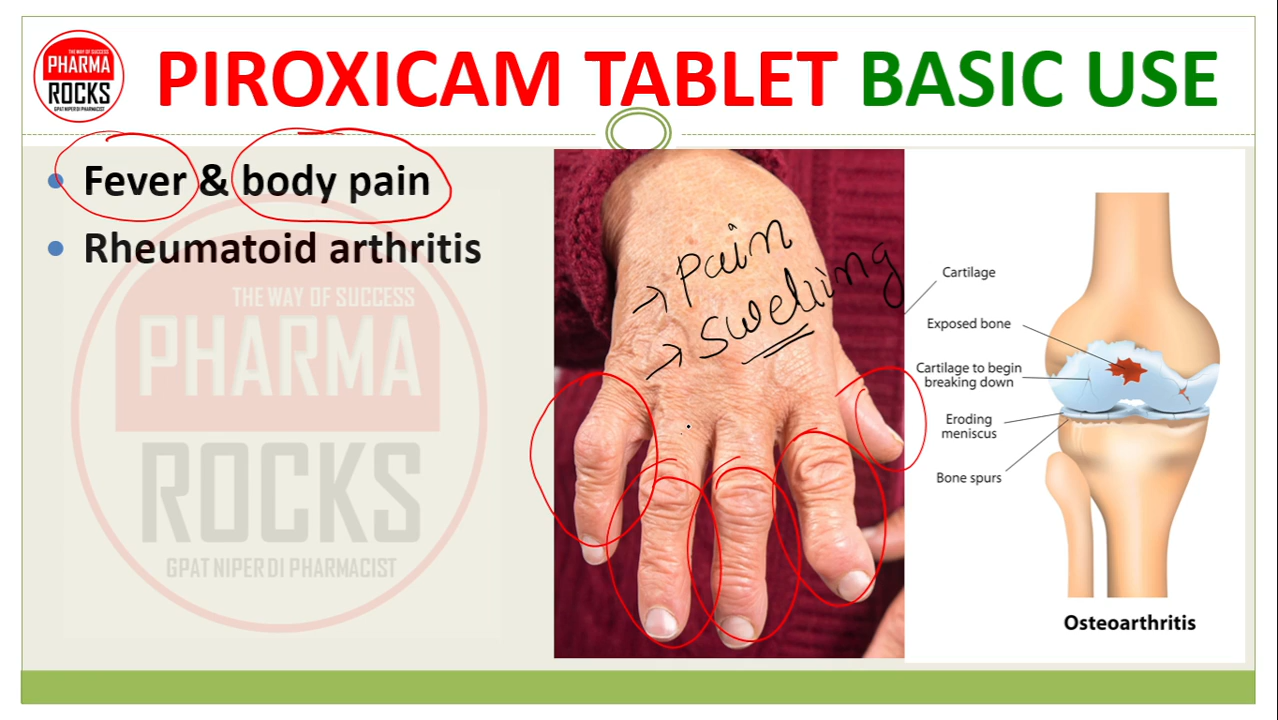 THE WAY OF SUCCESS
PHARMA
ROCKS
GPAT NIPER DI PHARMACIST
PIROXICAM TABLET BASIC USE
• Fever & body pain
• Rheumatoid arthritis
THE WAY OF SUCCESS
PHARMA
ROCKS
GPAT NIPER DI PHARMACIST
→ Pain
→ Swelling
Cartilage
Exposed bone
Cartilage to begin
breaking down
Eroding
meniscus
Bone spurs
Osteoarthritis